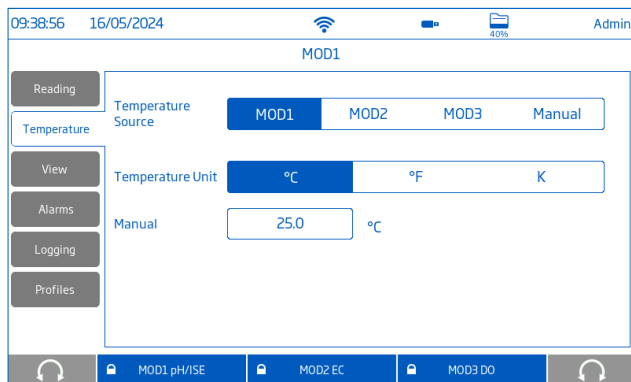 09:38:56 16/05/2024 40% Admin
MOD1
Reading
Temperature
View
Alarms
Logging
Profiles
Temperature Source MOD1 MOD2 MOD3 Manual
Temperature Unit °C °F K
Manual 25.0 °C
MOD1 pH/ISE MOD2 EC MOD3 DO